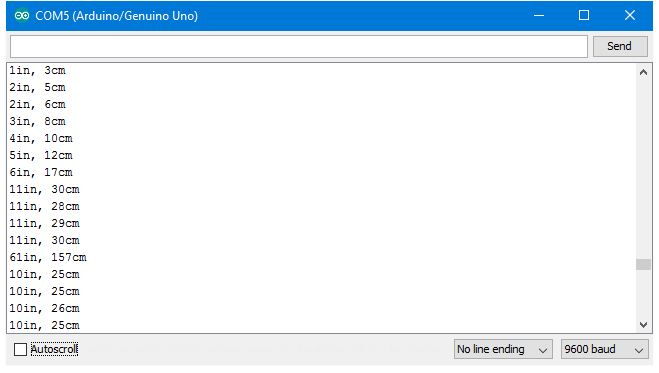 COM5 (Arduino/Genuino Uno)
Send
1in, 3cm
2in, 5cm
2in, 6cm
3in, 8cm
4in, 10cm
5in, 12cm
6in, 17cm
11in, 30cm
11in, 28cm
11in, 29cm
11in, 30cm
61in, 157cm
10in, 25cm
10in, 25cm
10in, 26cm
10in, 25cm
Autoscroll No line ending 9600 baud